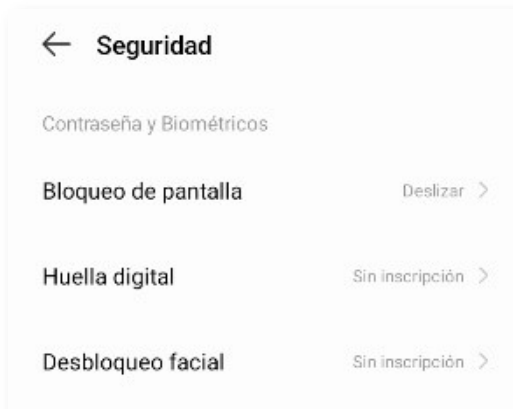 Seguridad
Contraseña y Biométricos
Bloqueo de pantalla Deslizar
Huella digital Sin inscripción
Desbloqueo facial Sin inscripción